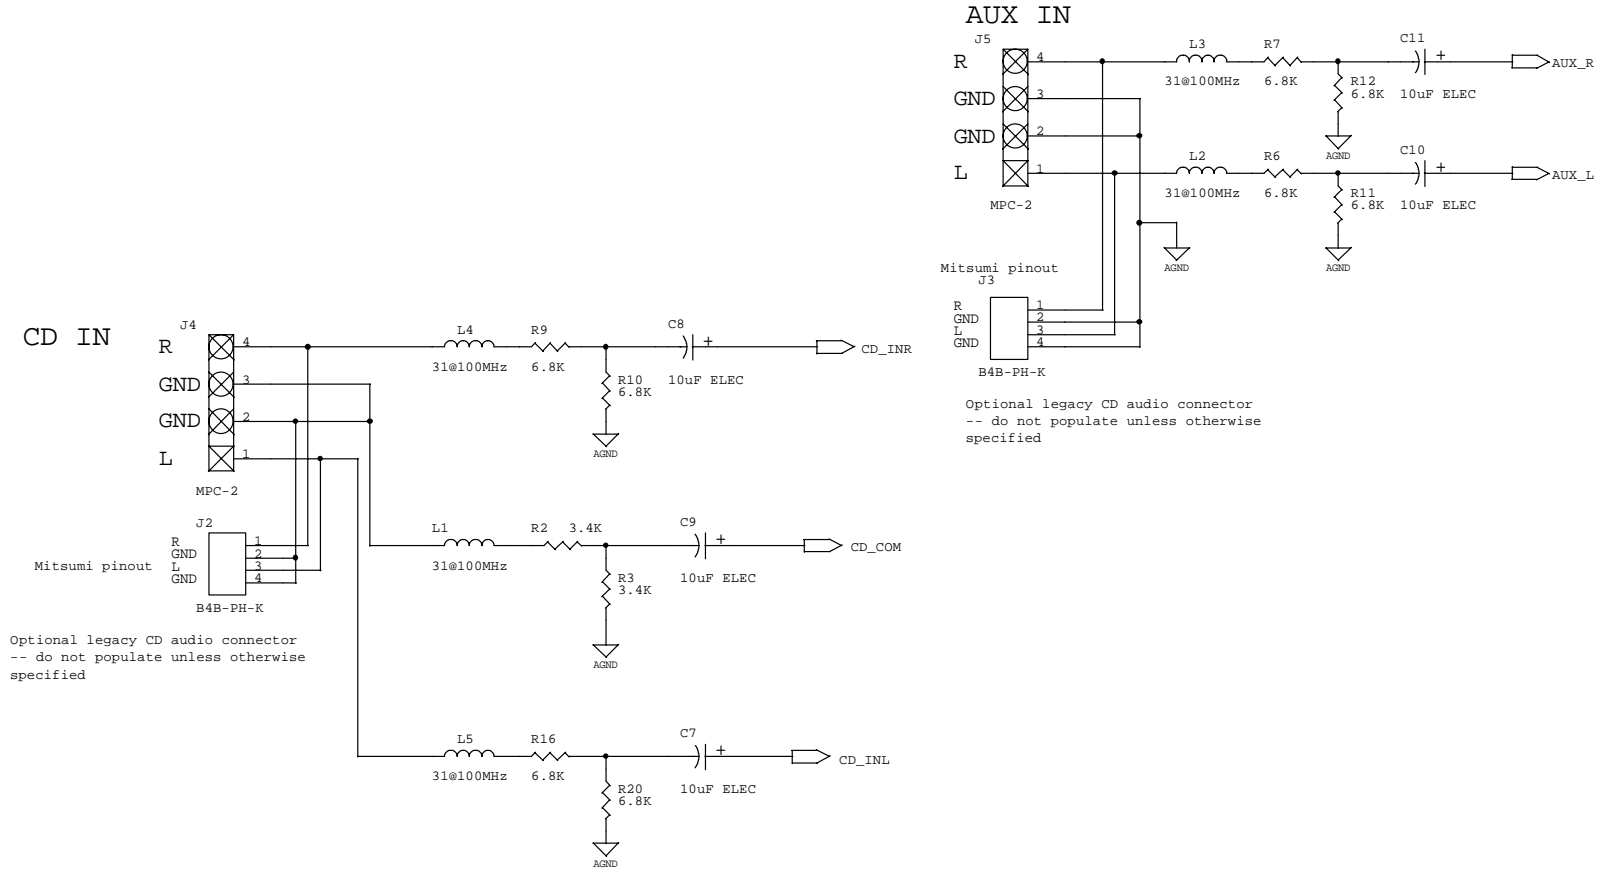 AUX IN
J5
R
GND
GND
L
4
3
2
1
MPC-2
L3
31@100MHz
R7
6.8K
R12
6.8K
AGND
C11
+
10uF ELEC
AUX_R
L2
31@100MHz
R6
6.8K
R11
6.8K
AGND
C10
+
10uF ELEC
AUX_L
AGND
Mitsumi pinout
J3
R
GND
L
GND
1
2
3
4
B4B-PH-K
Optional legacy CD audio connector
-- do not populate unless otherwise
specified
CD IN
J4
R
GND
GND
L
4
3
2
1
MPC-2
L4
31@100MHz
R9
6.8K
R10
6.8K
AGND
C8
+
10uF ELEC
CD_INR
J2
Mitsumi pinout
R
GND
L
GND
1
2
3
4
B4B-PH-K
Optional legacy CD audio connector
-- do not populate unless otherwise
specified
L1
31@100MHz
R2 3.4K
R3
3.4K
AGND
C9
+
10uF ELEC
CD_COM
L5
31@100MHz
R16
6.8K
R20
6.8K
AGND
C7
+
10uF ELEC
CD_INL